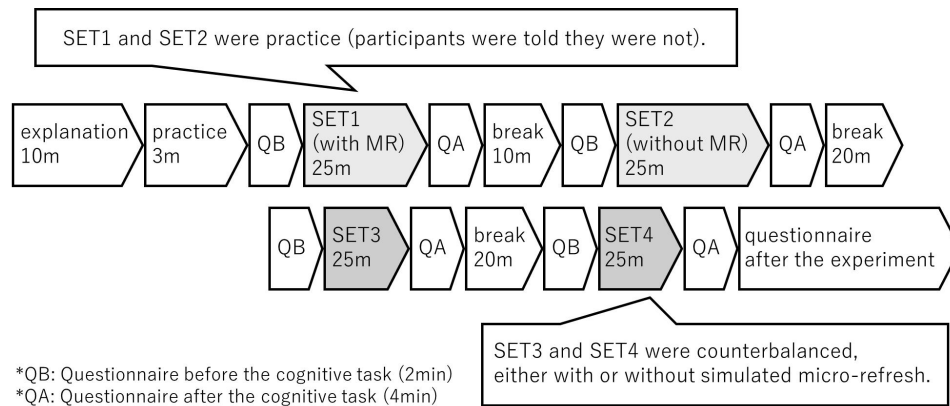 SET1 and SET2 were practice (participants were told they were not).
explanation
10m
practice
3m
QB
SET1
(with MR)
25m
QA
break
10m
QB
SET2
(without MR)
25m
QA
break
20m
QB
SET3
25m
QA
break
20m
QB
SET4
25m
QA
questionnaire
after the experiment
SET3 and SET4 were counterbalanced,
either with or without simulated micro-refresh.
*QB: Questionnaire before the cognitive task (2min)
*QA: Questionnaire after the cognitive task (4min)